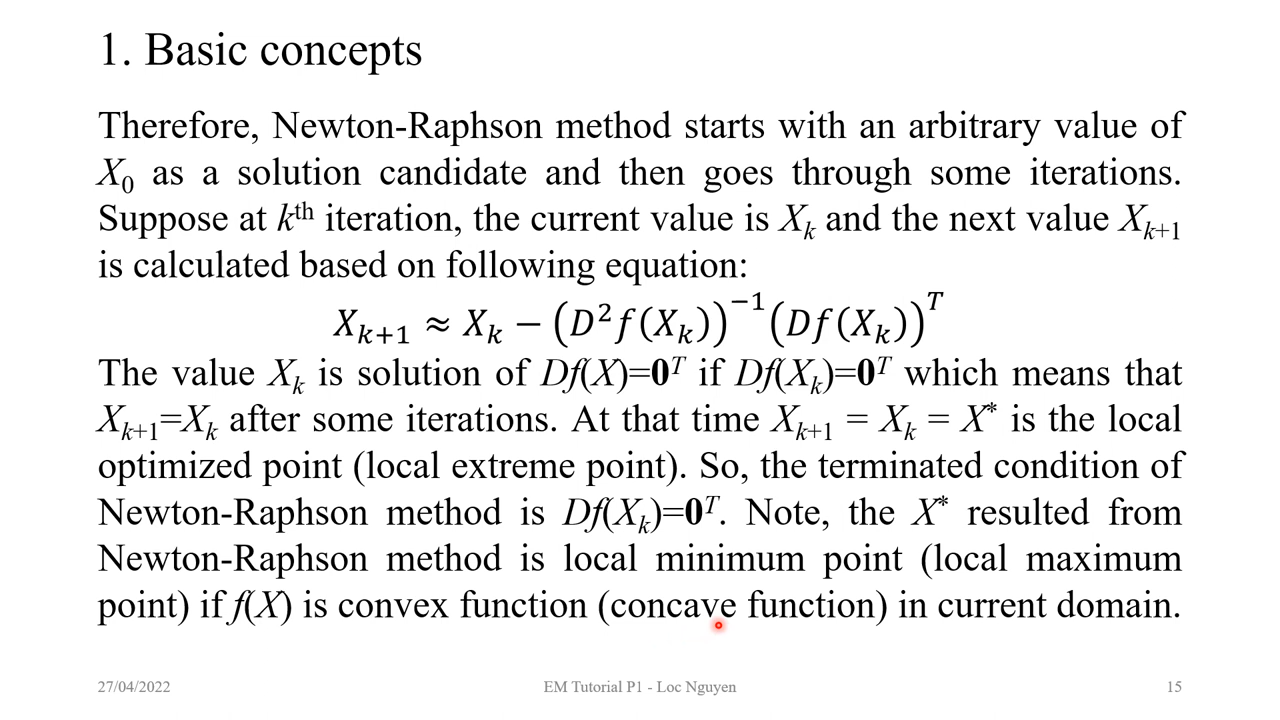 1. Basic concepts
Therefore, Newton-Raphson method starts with an arbitrary value of
X₀ as a solution candidate and then goes through some iterations.
Suppose at kᵗʰ iteration, the current value is Xₖ and the next value Xₖ₊₁
is calculated based on following equation:
Xₖ₊₁ ≈ Xₖ − (D²f(Xₖ))⁻¹(Df(Xₖ))ᵀ
The value Xₖ is solution of Df(X)=𝟎ᵀ if Df(Xₖ)=𝟎ᵀ which means that
Xₖ₊₁=Xₖ after some iterations. At that time Xₖ₊₁ = Xₖ = X* is the local
optimized point (local extreme point). So, the terminated condition of
Newton-Raphson method is Df(Xₖ)=𝟎ᵀ. Note, the X* resulted from
Newton-Raphson method is local minimum point (local maximum
point) if f(X) is convex function (concave function) in current domain.
27/04/2022
EM Tutorial P1 - Loc Nguyen
15